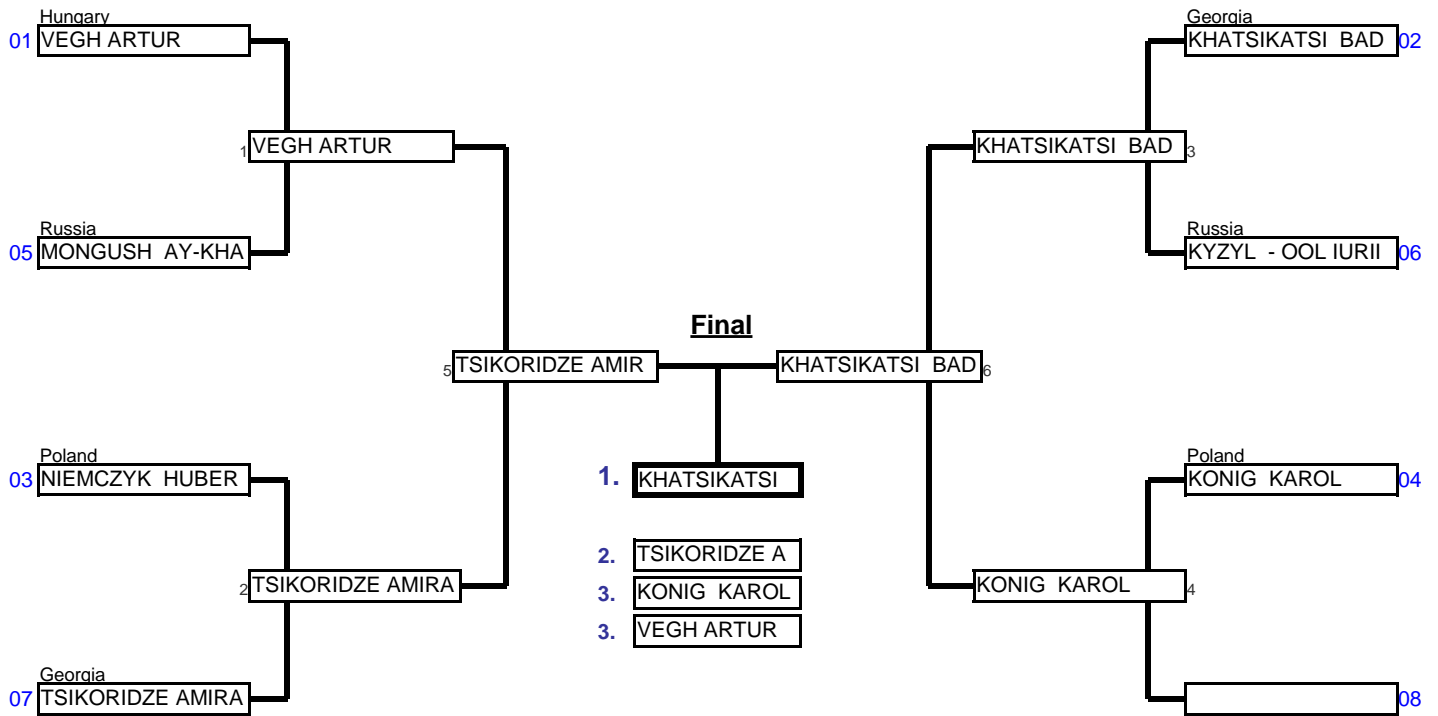 Hungary Georgia
01 VEGH ARTUR KHATSIKATSI BAD 02
1 VEGH ARTUR KHATSIKATSI BAD 3
Russia Russia
05 MONGUSH AY-KHA KYZYL - OOL IURII 06
Final
5 TSIKORIDZE AMIR KHATSIKATSI BAD 6
Poland Poland
03 NIEMCZYK HUBER 1. KHATSIKATSI KONIG KAROL 04
2. TSIKORIDZE A
2 TSIKORIDZE AMIRA 3. KONIG KAROL KONIG KAROL 4
3. VEGH ARTUR
Georgia
07 TSIKORIDZE AMIRA 08